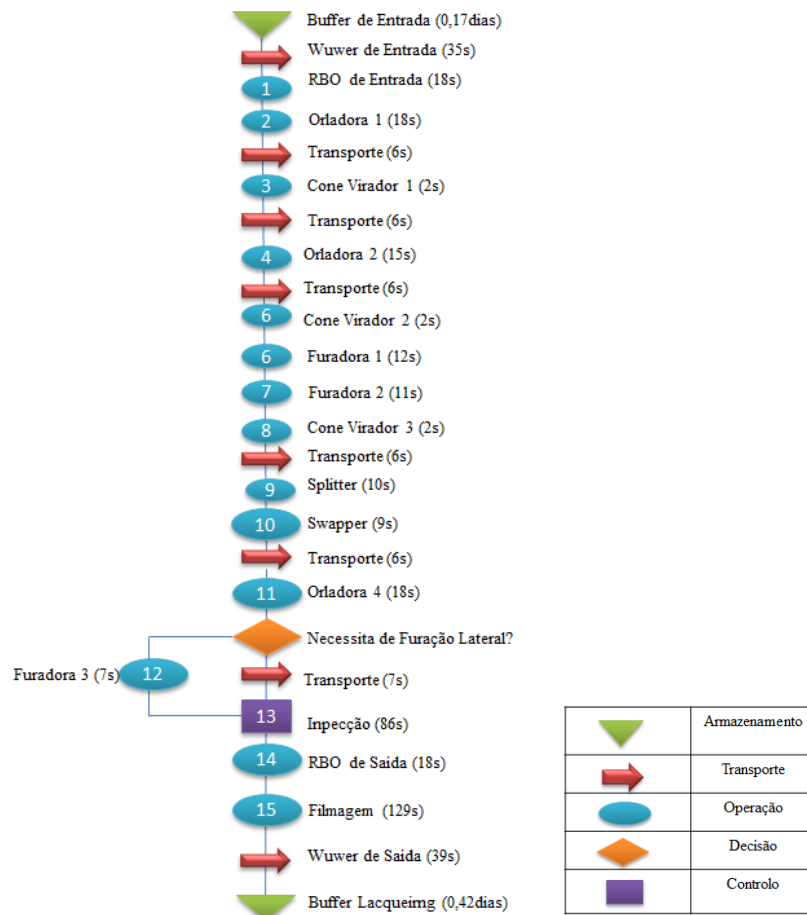 Buffer de Entrada (0,17dias)
Wuwer de Entrada (35s)
1 RBO de Entrada (18s)
2 Orladora 1 (18s)
Transporte (6s)
3 Cone Virador 1 (2s)
Transporte (6s)
4 Orladora 2 (15s)
Transporte (6s)
6 Cone Virador 2 (2s)
6 Furadora 1 (12s)
7 Furadora 2 (11s)
8 Cone Virador 3 (2s)
Transporte (6s)
9 Splitter (10s)
10 Swapper (9s)
Transporte (6s)
11 Orladora 4 (18s)
Necessita de Furação Lateral?
Furadora 3 (7s) 12
Transporte (7s)
13 Inpecção (86s)
14 RBO de Saída (18s)
15 Filmagem (129s)
Wuwer de Saída (39s)
Buffer Lacqueirng (0,42dias)
Armazenamento
Transporte
Operação
Decisão
Controlo